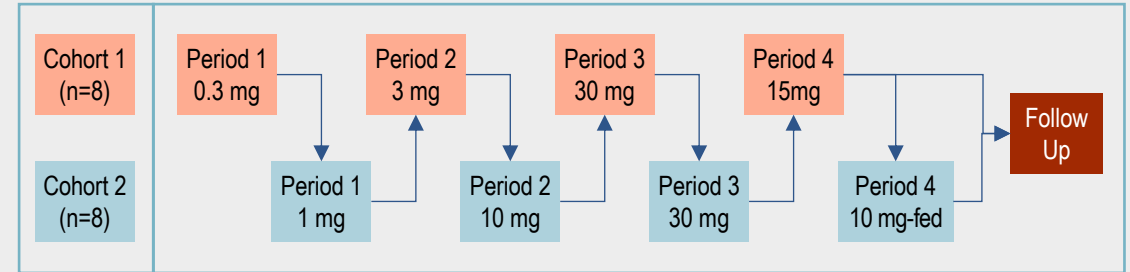 Cohort 1
(n=8)
Period 1
0.3 mg
Period 2
3 mg
Period 3
30 mg
Period 4
15mg
Follow
Up
Cohort 2
(n=8)
Period 1
1 mg
Period 2
10 mg
Period 3
30 mg
Period 4
10 mg-fed